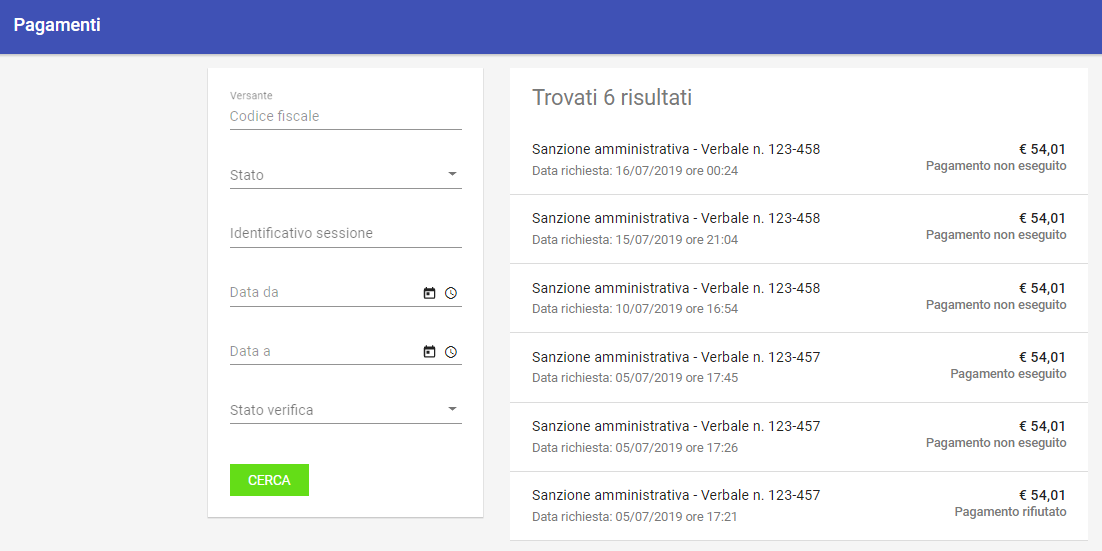 Pagamenti
Versante
Codice fiscale
Stato
Identificativo sessione
Data da
Data a
Stato verifica
CERCA
Trovati 6 risultati
Sanzione amministrativa - Verbale n. 123-458 € 54,01
Data richiesta: 16/07/2019 ore 00:24 Pagamento non eseguito
Sanzione amministrativa - Verbale n. 123-458 € 54,01
Data richiesta: 15/07/2019 ore 21:04 Pagamento non eseguito
Sanzione amministrativa - Verbale n. 123-458 € 54,01
Data richiesta: 10/07/2019 ore 16:54 Pagamento non eseguito
Sanzione amministrativa - Verbale n. 123-457 € 54,01
Data richiesta: 05/07/2019 ore 17:45 Pagamento eseguito
Sanzione amministrativa - Verbale n. 123-457 € 54,01
Data richiesta: 05/07/2019 ore 17:26 Pagamento non eseguito
Sanzione amministrativa - Verbale n. 123-457 € 54,01
Data richiesta: 05/07/2019 ore 17:21 Pagamento rifiutato